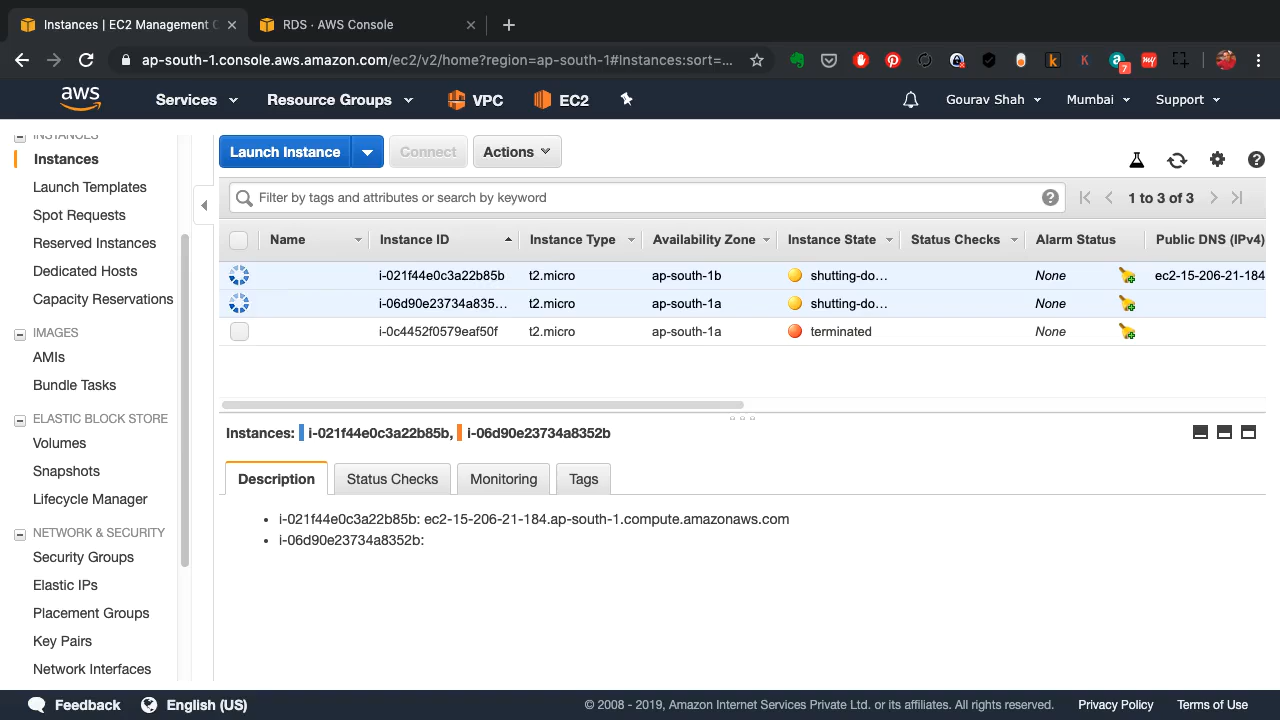 Instances | EC2 Management C
RDS · AWS Console
ap-south-1.console.aws.amazon.com/ec2/v2/home?region=ap-south-1#Instances:sort=...
7
my
aws
Services
Resource Groups
VPC
EC2
Gourav Shah
Mumbai
Support
INSTANCES
Instances
Launch Templates
Spot Requests
Reserved Instances
Dedicated Hosts
Capacity Reservations
IMAGES
AMIs
Bundle Tasks
ELASTIC BLOCK STORE
Volumes
Snapshots
Lifecycle Manager
NETWORK & SECURITY
Security Groups
Elastic IPs
Placement Groups
Key Pairs
Network Interfaces
Launch Instance
Connect
Actions
Filter by tags and attributes or search by keyword
1 to 3 of 3
Name Instance ID Instance Type Availability Zone Instance State Status Checks Alarm Status Public DNS (IPv4)
i-021f44e0c3a22b85b t2.micro ap-south-1b shutting-do... None ec2-15-206-21-184
i-06d90e23734a835... t2.micro ap-south-1a shutting-do... None
i-0c4452f0579eaf50f t2.micro ap-south-1a terminated None
Instances: i-021f44e0c3a22b85b, i-06d90e23734a8352b
Description Status Checks Monitoring Tags
i-021f44e0c3a22b85b: ec2-15-206-21-184.ap-south-1.compute.amazonaws.com
i-06d90e23734a8352b:
Feedback
English (US)
© 2008 - 2019, Amazon Internet Services Private Ltd. or its affiliates. All rights reserved.
Privacy Policy
Terms of Use